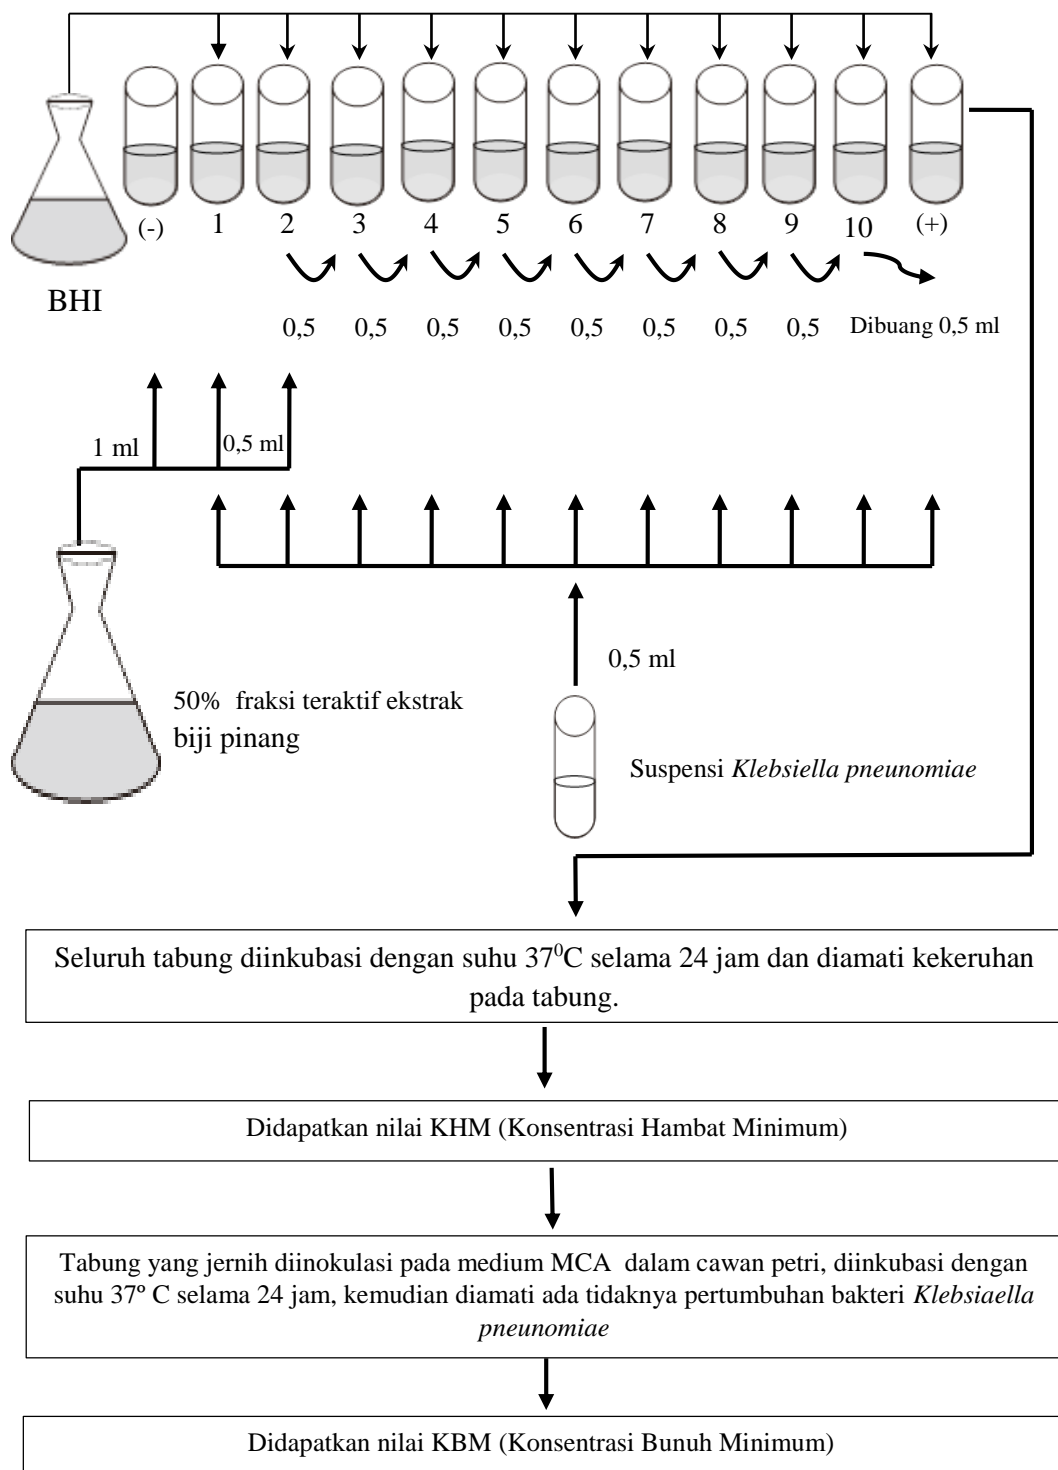 (-) 1 2 3 4 5 6 7 8 9 10 (+)
BHI
0,5 0,5 0,5 0,5 0,5 0,5 0,5 0,5 Dibuang 0,5 ml
1 ml 0,5 ml
0,5 ml
50% fraksi teraktif ekstrak
biji pinang
Suspensi Klebsiella pneunomiae
Seluruh tabung diinkubasi dengan suhu 37⁰C selama 24 jam dan diamati kekeruhan
pada tabung.
Didapatkan nilai KHM (Konsentrasi Hambat Minimum)
Tabung yang jernih diinokulasi pada medium MCA dalam cawan petri, diinkubasi dengan
suhu 37º C selama 24 jam, kemudian diamati ada tidaknya pertumbuhan bakteri Klebsiaella
pneunomiae
Didapatkan nilai KBM (Konsentrasi Bunuh Minimum)